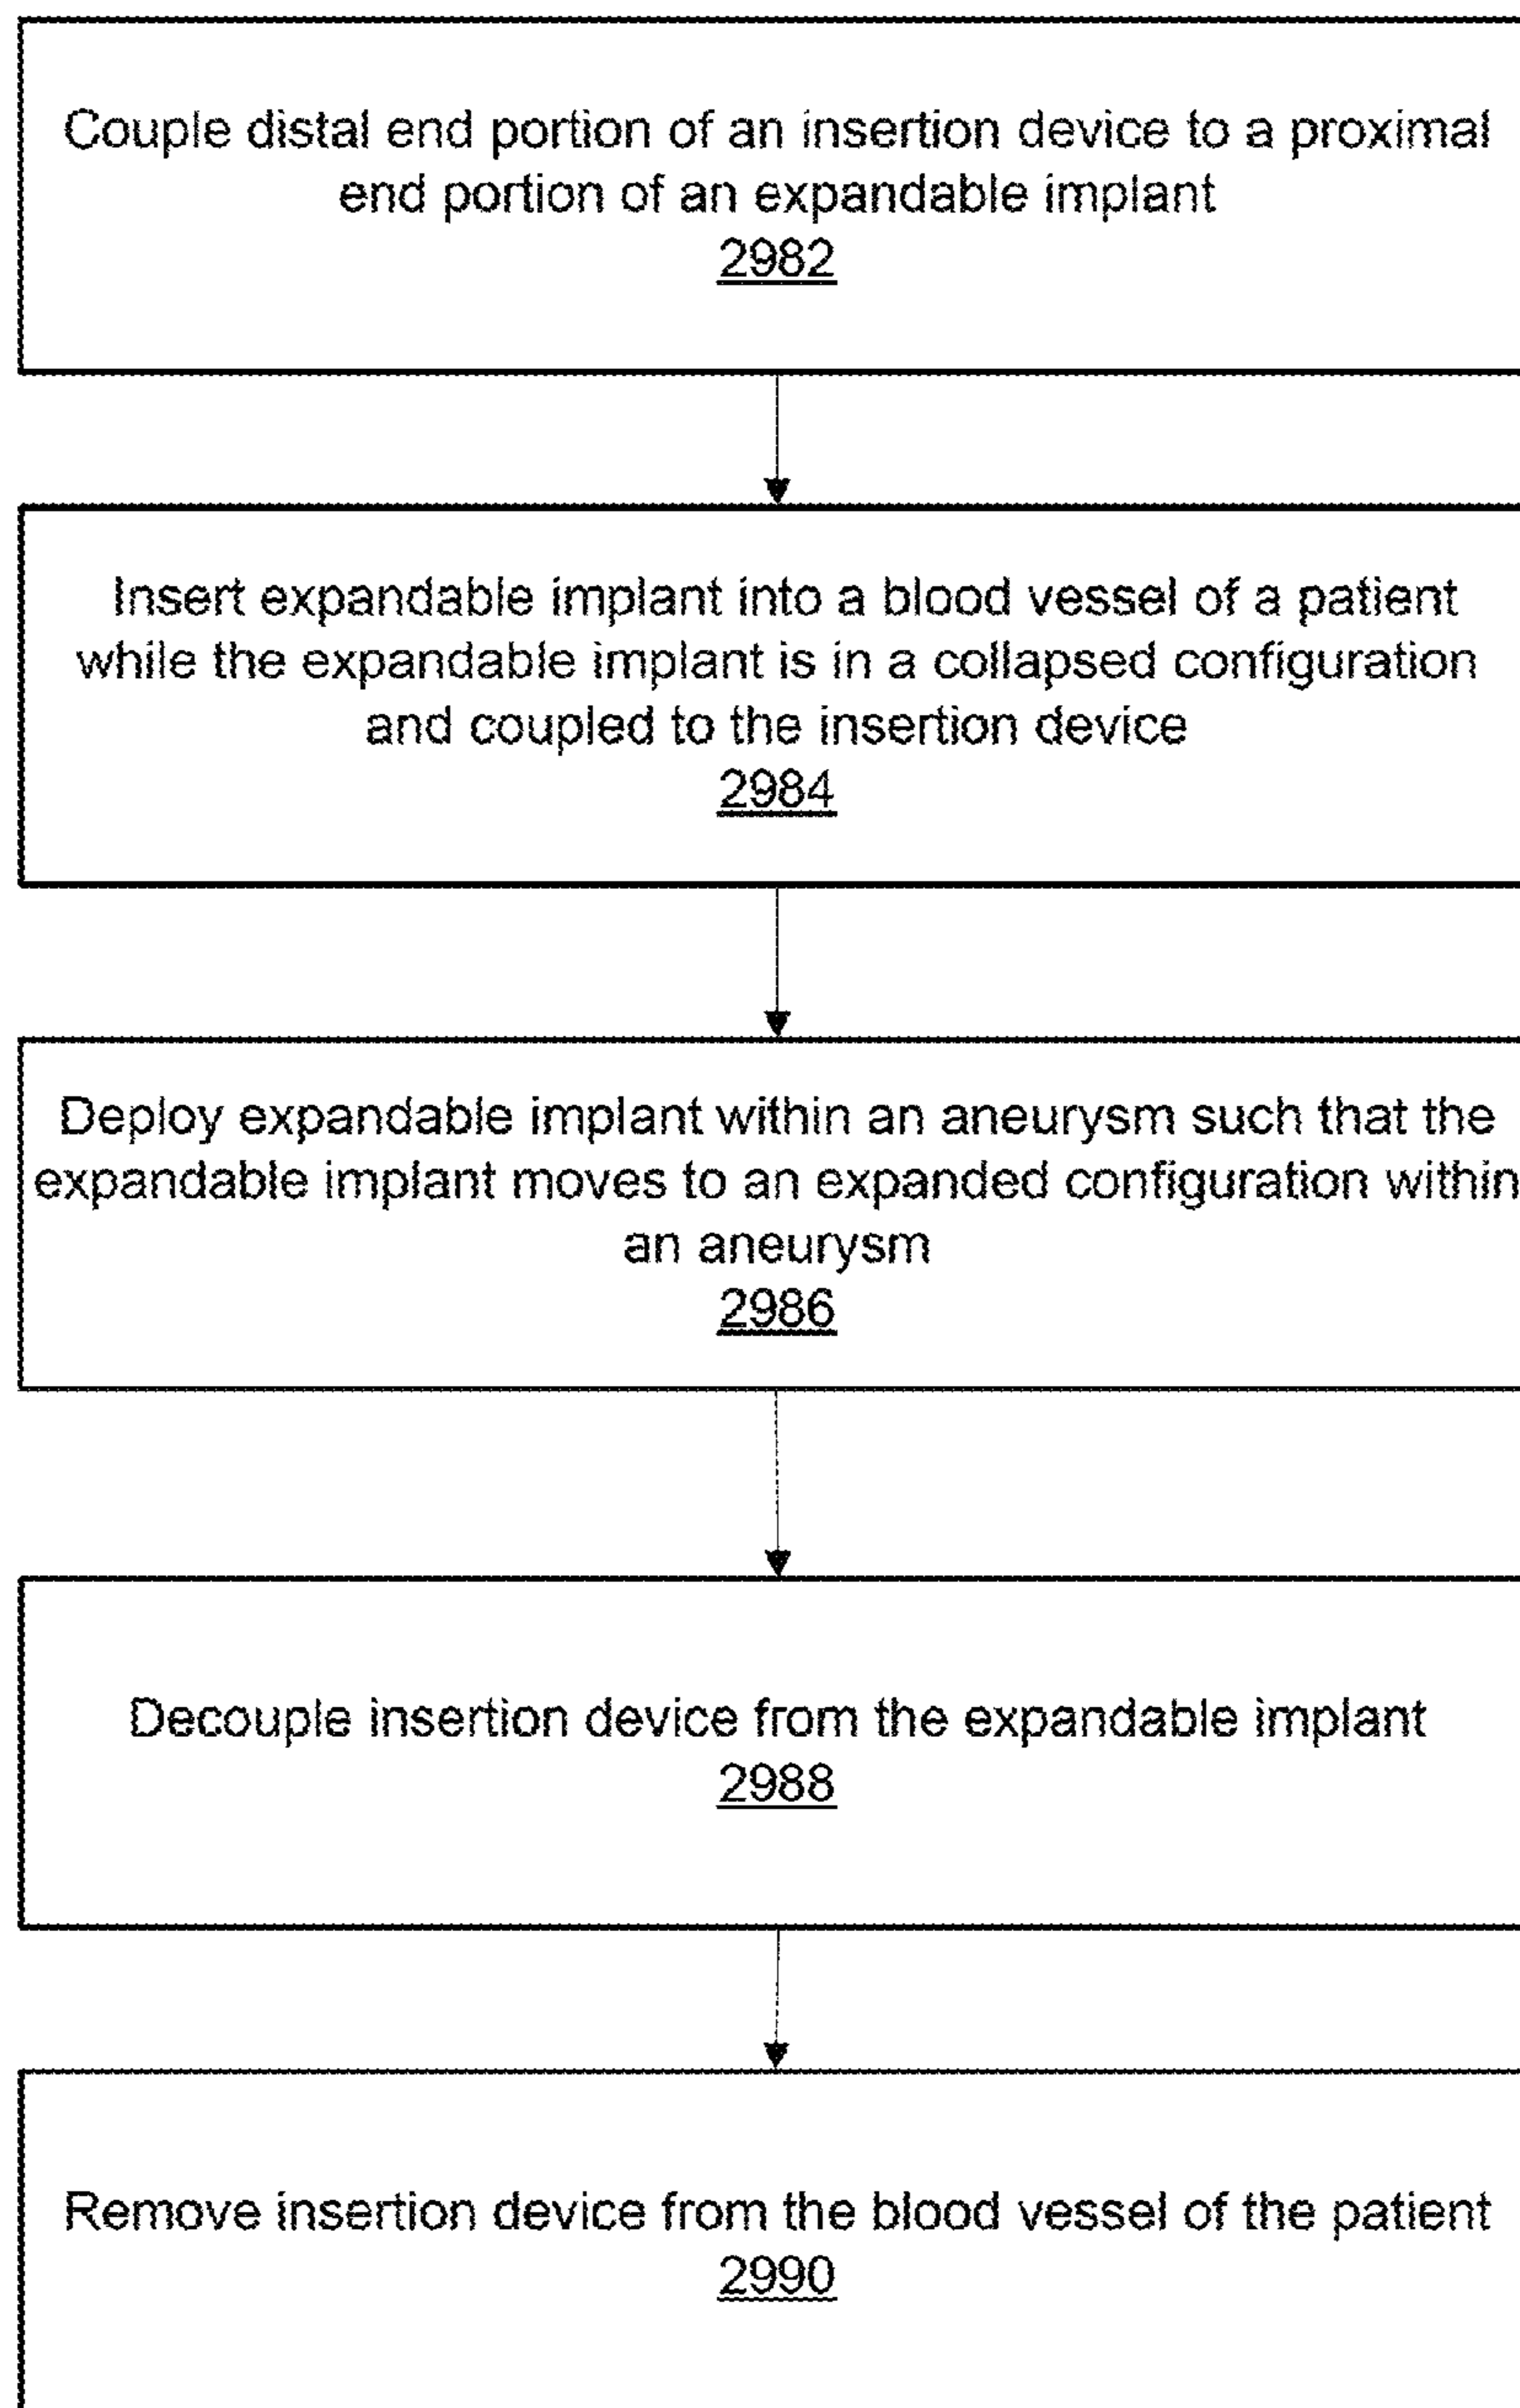 Couple distal end portion of an insertion device to a proximal
end portion of an expandable implant
2982
Insert expandable implant into a blood vessel of a patient
while the expandable implant is in a collapsed configuration
and coupled to the insertion device
2984
Deploy expandable implant within an aneurysm such that the
expandable implant moves to an expanded configuration within
an aneurysm
2986
Decouple insertion device from the expandable implant
2988
Remove insertion device from the blood vessel of the patient
2990